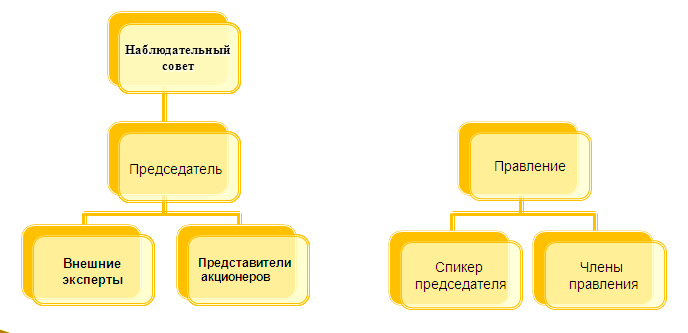 Наблюдательный
совет
Председатель
Внешние
эксперты
Представители
акционеров
Правление
Спикер
председателя
Члены
правления